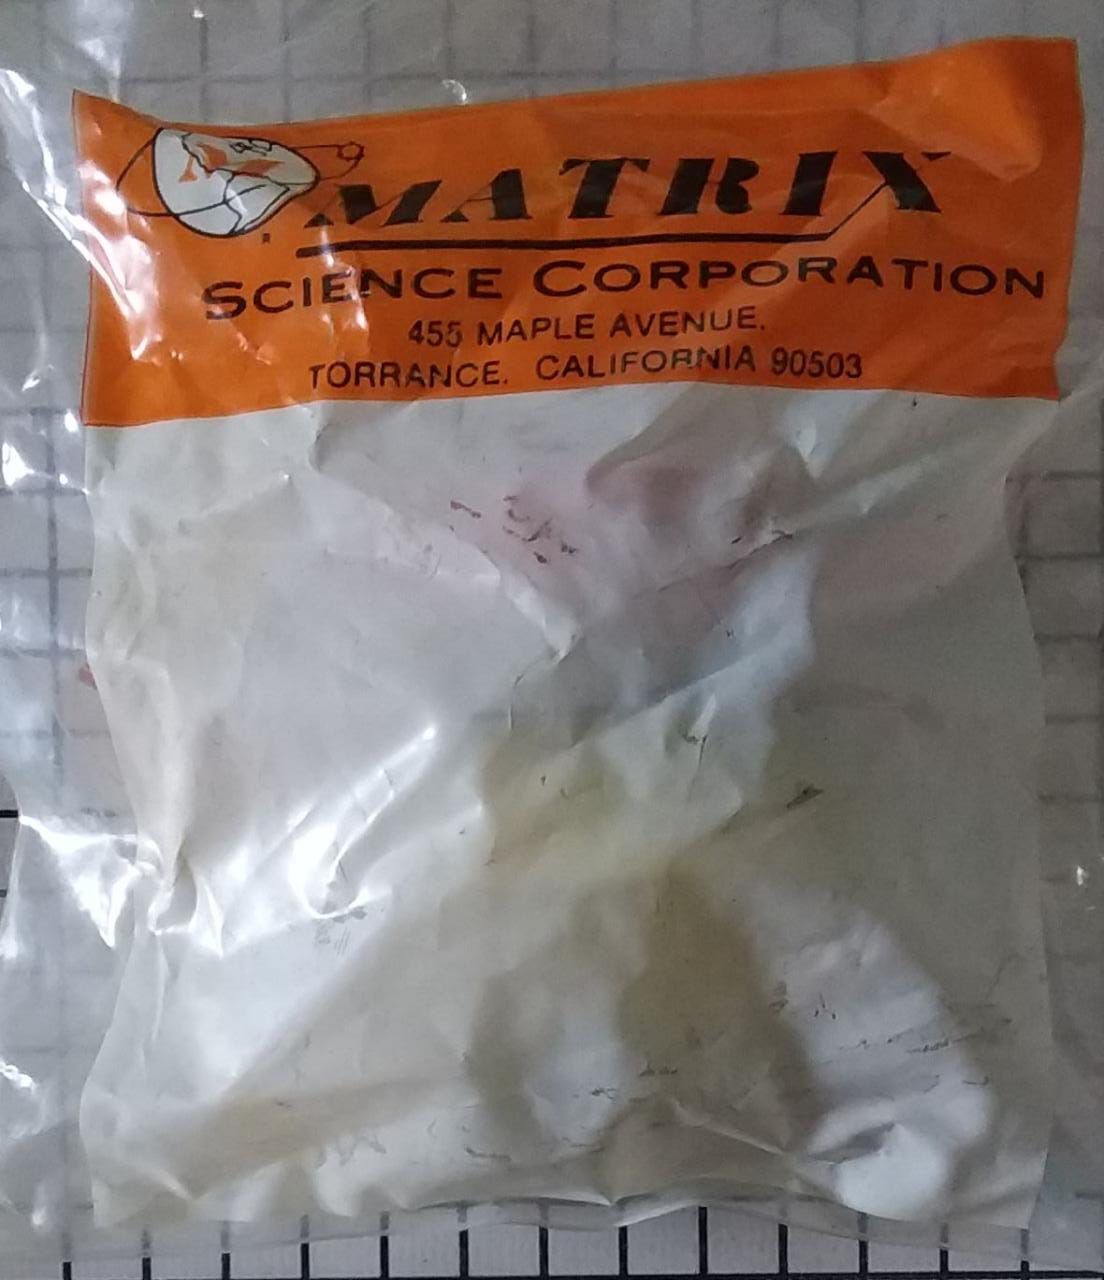 MATRIX
SCIENCE CORPORATION
455 MAPLE AVENUE.
TORRANCE. CALIFORNIA 90503